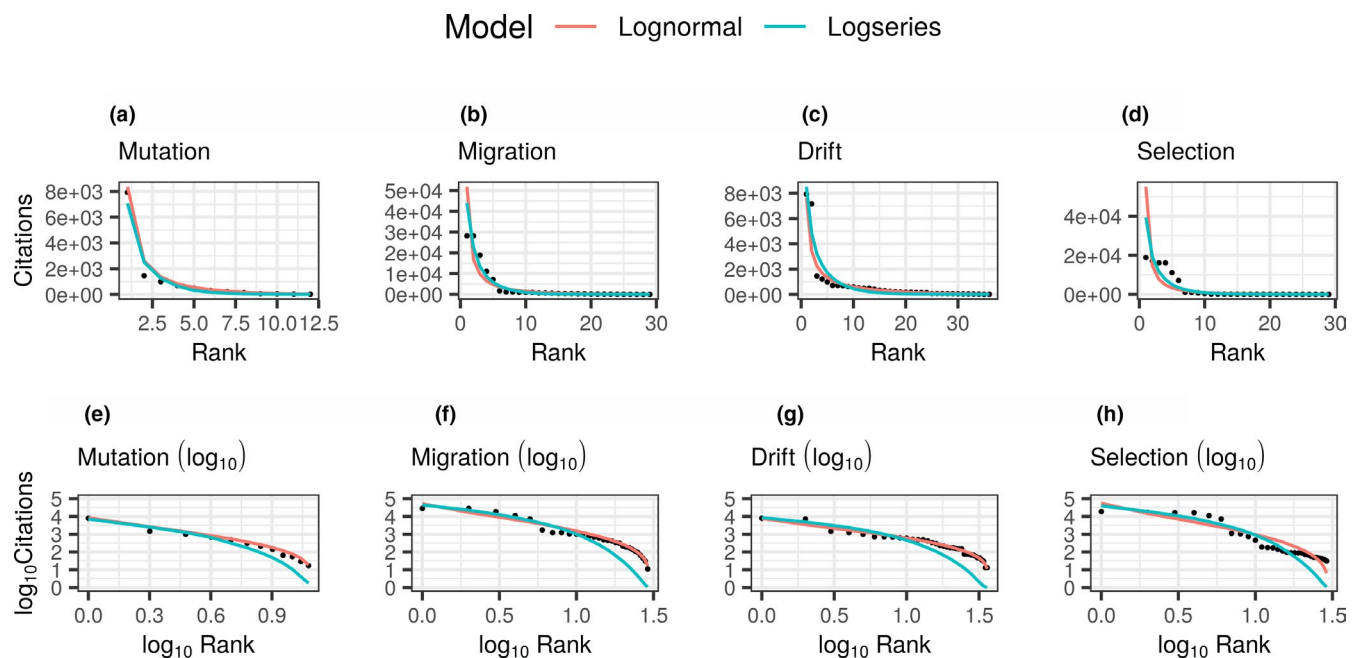 Model Lognormal Logseries
(a) (b) (c) (d)
Mutation Migration Drift Selection
Citations
8e+03
6e+03
4e+03
2e+03
0e+00
2.5 5.0 7.5 10.0 12.5
Rank
5e+04
4e+04
3e+04
2e+04
1e+04
0e+00
0 10 20 30
Rank
8e+03
6e+03
4e+03
2e+03
0e+00
0 10 20 30
Rank
4e+04
2e+04
0e+00
0 10 20 30
Rank
(e) (f) (g) (h)
Mutation (log₁₀) Migration (log₁₀) Drift (log₁₀) Selection (log₁₀)
log₁₀Citations
5
4
3
2
1
0
0.0 0.3 0.6 0.9
log₁₀ Rank
5
4
3
2
1
0
0.0 0.5 1.0 1.5
log₁₀ Rank
5
4
3
2
1
0
0.0 0.5 1.0 1.5
log₁₀ Rank
5
4
3
2
1
0
0.0 0.5 1.0 1.5
log₁₀ Rank